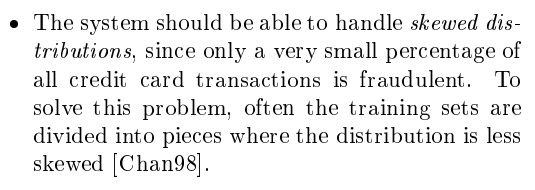 • The system should be able to handle skewed dis-
tributions, since only a very small percentage of
all credit card transactions is fraudulent. To
solve this problem, often the training sets are
divided into pieces where the distribution is less
skewed [Chan98].